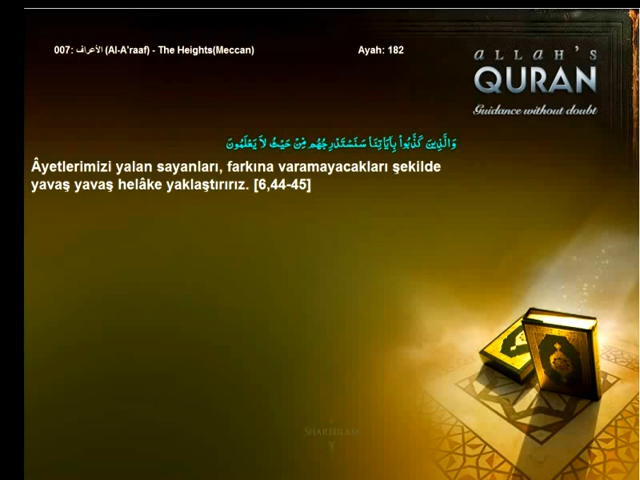 007: الأعراف (Al-A'raaf) - The Heights(Meccan) Ayah: 182
ALLAH'S
QURAN
Guidance without doubt
وَالَّذِينَ كَذَّبُواْ بِآيَاتِنَا سَنَسْتَدْرِجُهُم مِّنْ حَيْثُ لاَ يَعْلَمُونَ
Âyetlerimizi yalan sayanları, farkına varamayacakları şekilde
yavaş yavaş helâke yaklaştırırız. [6,44-45]